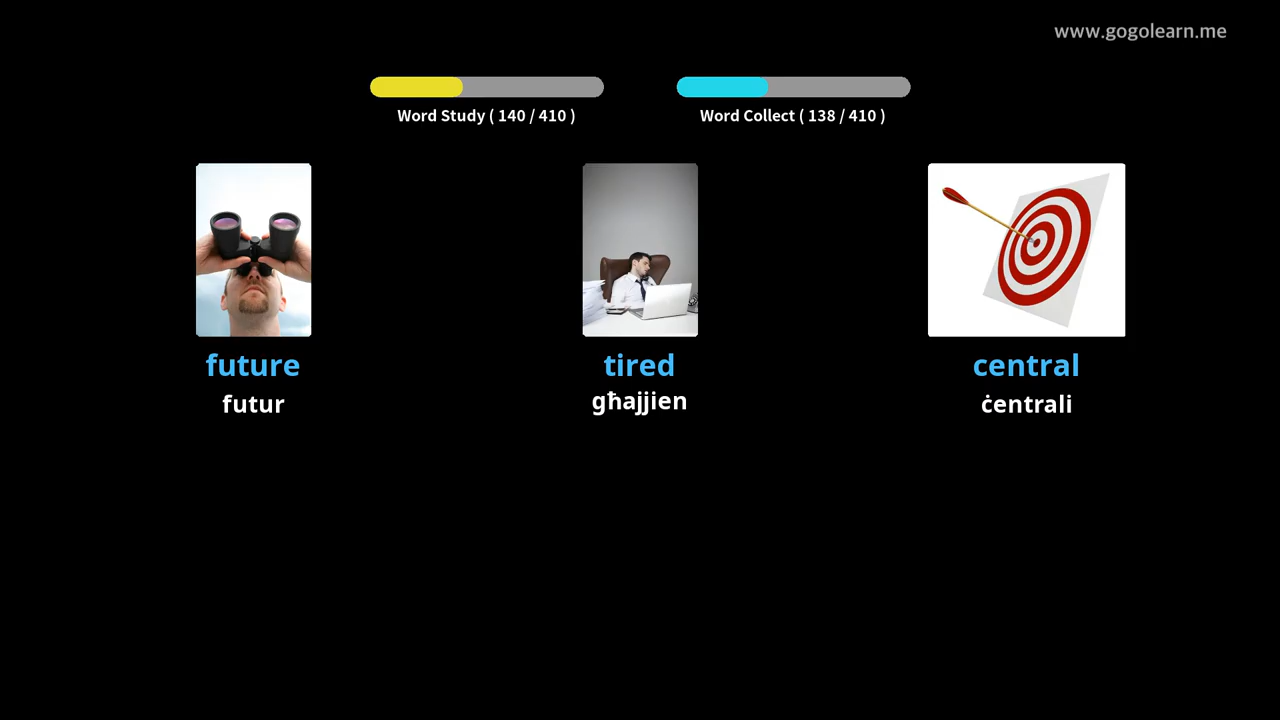 www.gogolearn.me
Word Study ( 140 / 410 )
Word Collect ( 138 / 410 )
future
futur
tired
għajjien
central
ċentrali